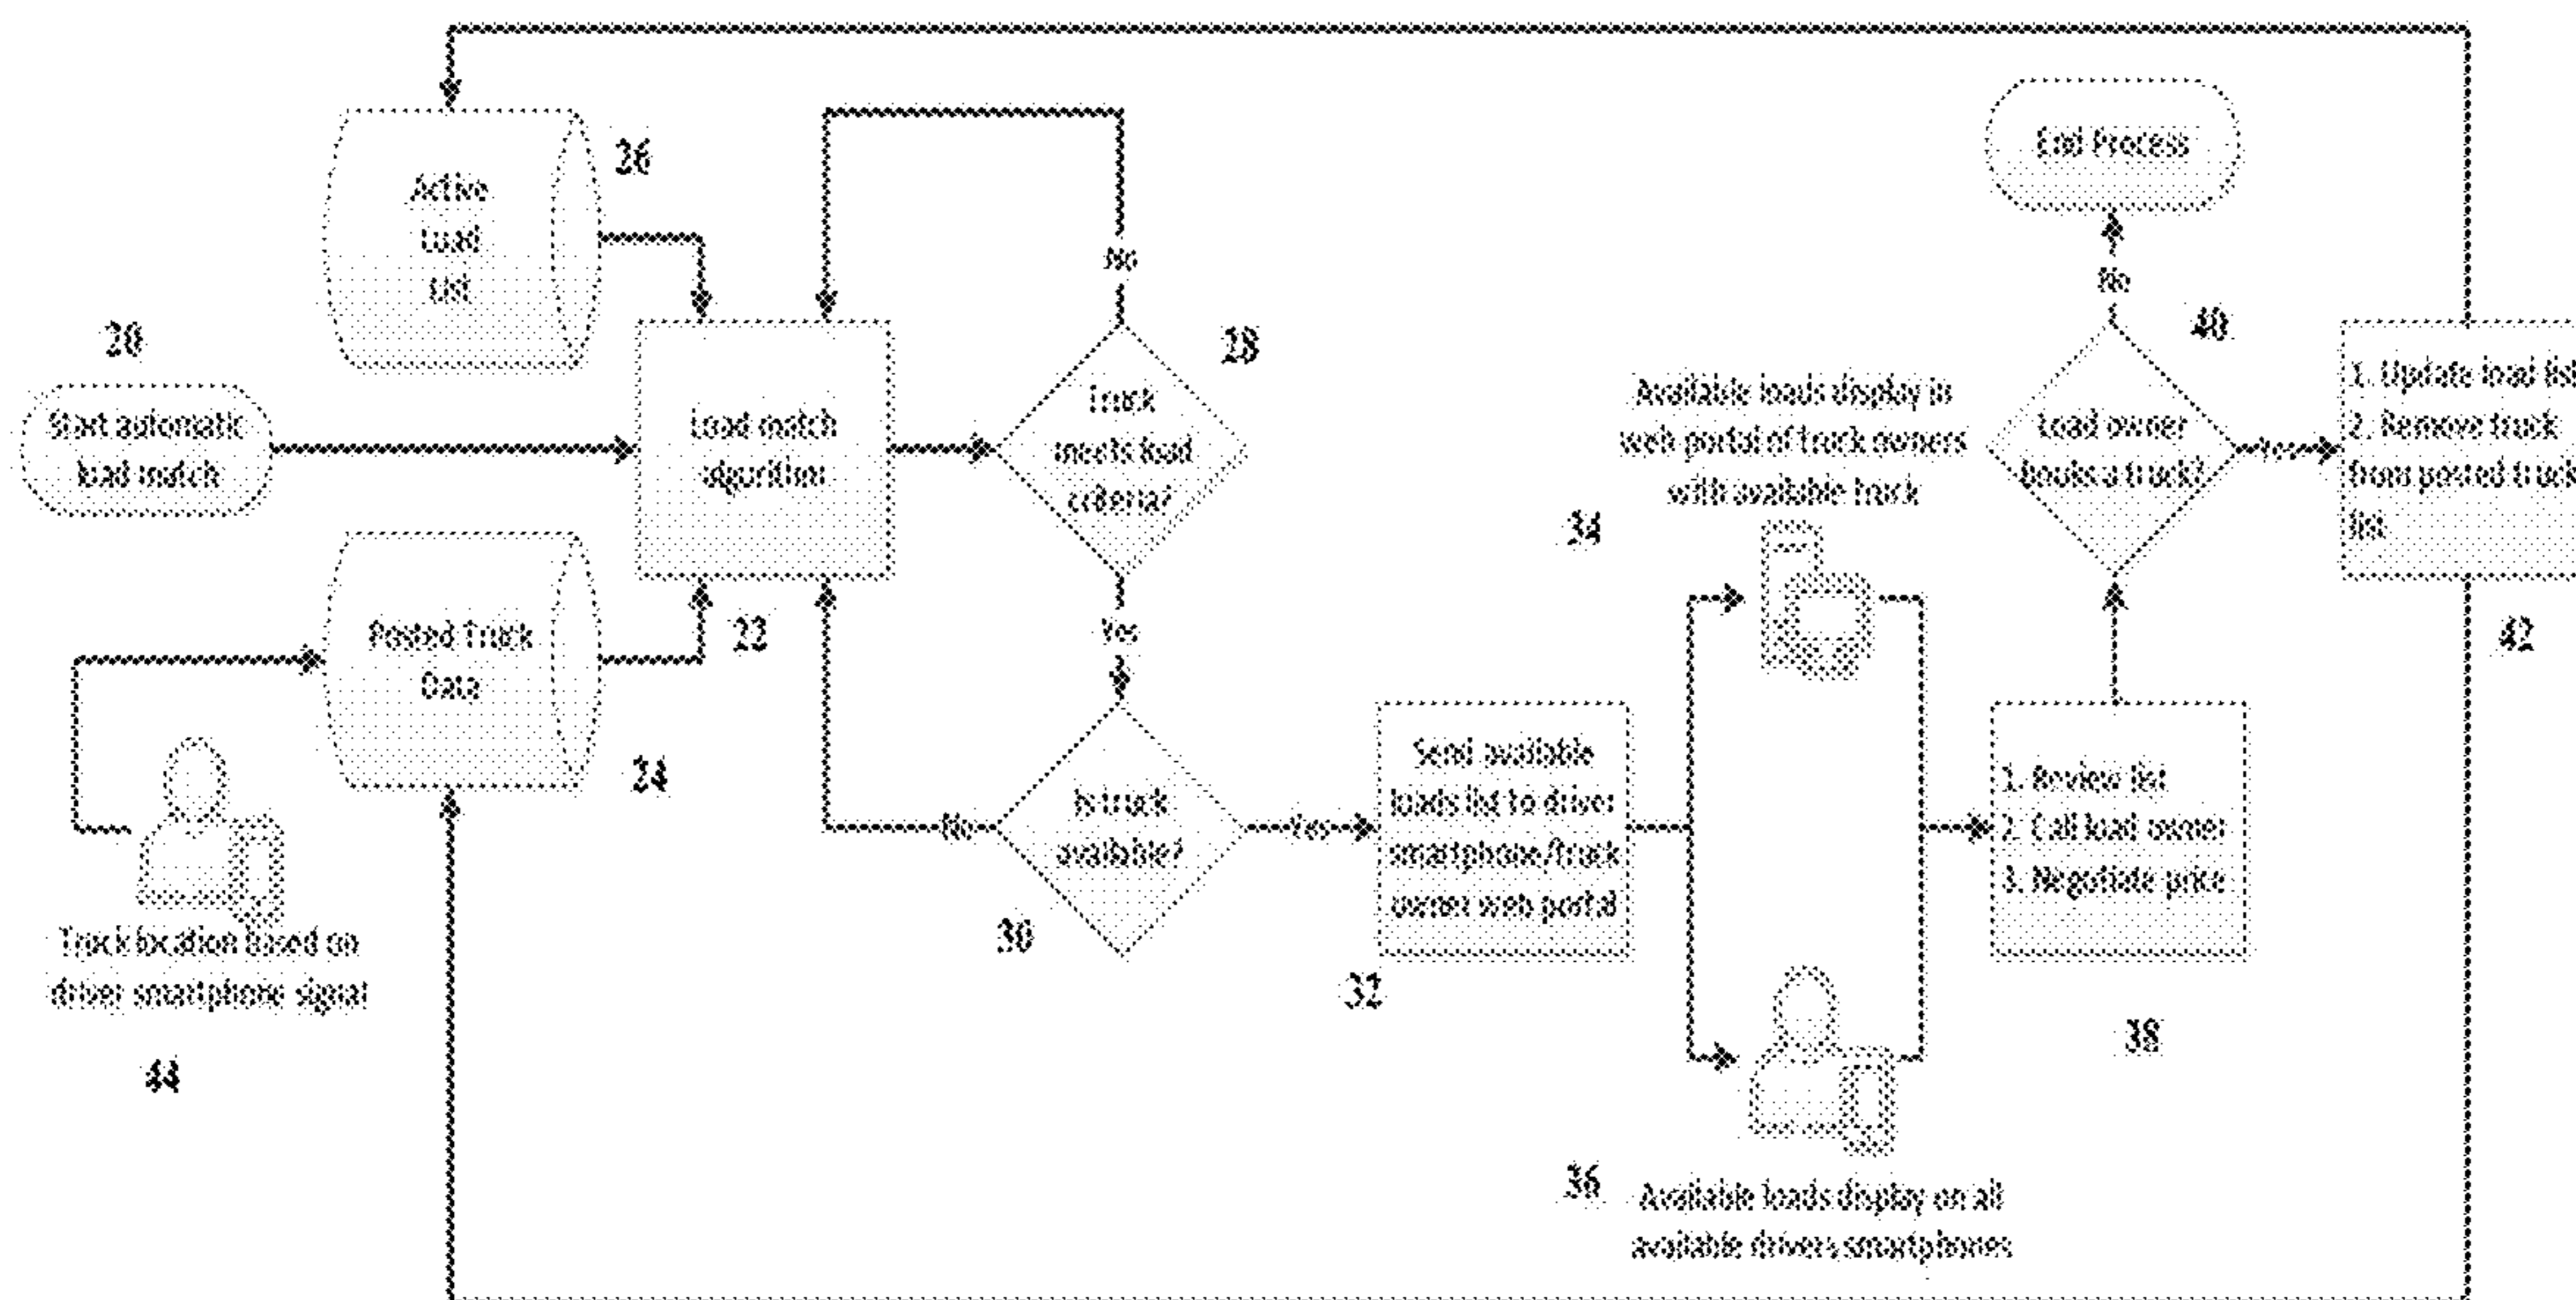 26
Active
Load
List
20
Start automatic
load match
Load match
algorithm
22
No
28
Truck
meets load
criteria?
Yes
Posted Truck
Data
24
Truck location based on
driver smartphone signal
44
No
Is truck
available?
30
Yes
Send available
loads list to driver
smartphone/truck
owner web portal
32
Available loads display in
web portal of truck owners
with available truck
34
36
Available loads display on all
available drivers smartphones
1. Review list
2. Call load owner
3. Negotiate price
38
End Process
No
40
Load owner
books a truck?
Yes
1. Update load list
2. Remove truck
from posted truck
list
42